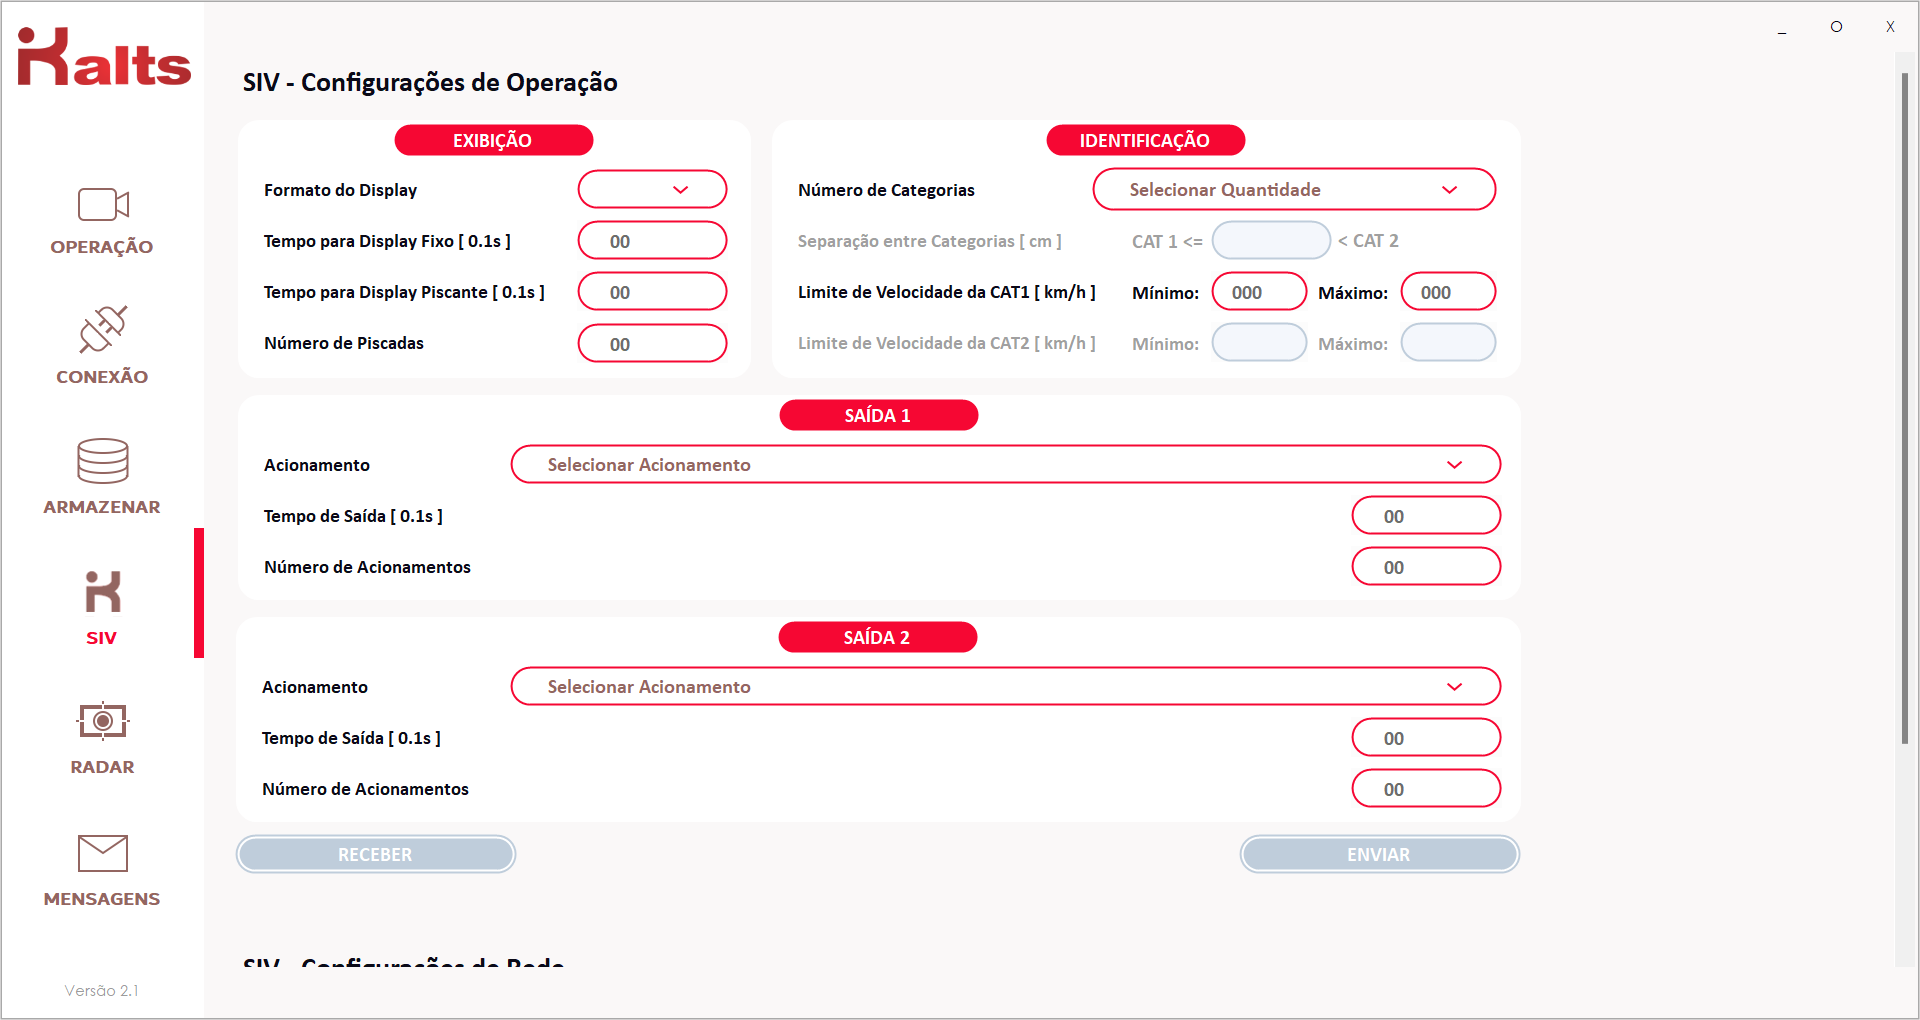 Kalts
OPERAÇÃO
CONEXÃO
ARMAZENAR
SIV
RADAR
MENSAGENS
Versão 2.1
_ O X
SIV - Configurações de Operação
EXIBIÇÃO
Formato do Display
Tempo para Display Fixo [ 0.1s ] 00
Tempo para Display Piscante [ 0.1s ] 00
Número de Piscadas 00
IDENTIFICAÇÃO
Número de Categorias Selecionar Quantidade
Separação entre Categorias [ cm ] CAT 1 <= < CAT 2
Limite de Velocidade da CAT1 [ km/h ] Mínimo: 000 Máximo: 000
Limite de Velocidade da CAT2 [ km/h ] Mínimo: Máximo:
SAÍDA 1
Acionamento Selecionar Acionamento
Tempo de Saída [ 0.1s ] 00
Número de Acionamentos 00
SAÍDA 2
Acionamento Selecionar Acionamento
Tempo de Saída [ 0.1s ] 00
Número de Acionamentos 00
RECEBER ENVIAR
SIV - Configurações de Rede